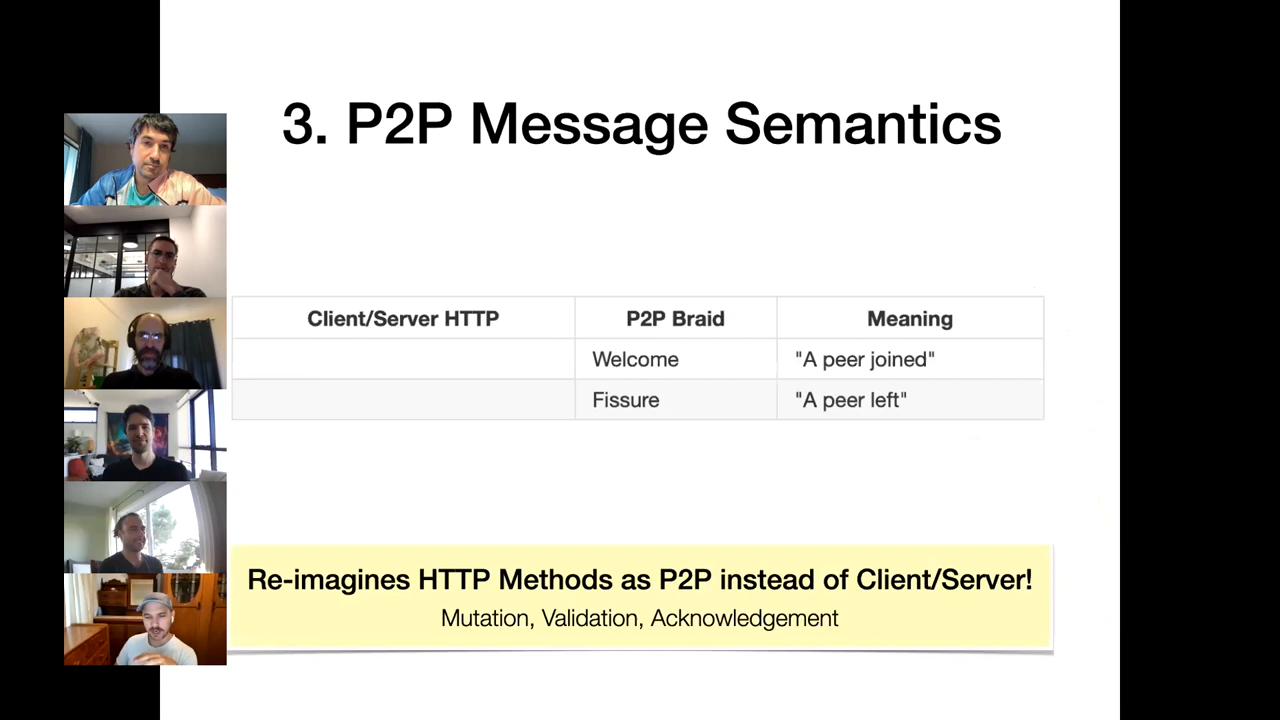 3. P2P Message Semantics
Client/Server HTTP P2P Braid Meaning
Welcome "A peer joined"
Fissure "A peer left"
Re-imagines HTTP Methods as P2P instead of Client/Server!
Mutation, Validation, Acknowledgement